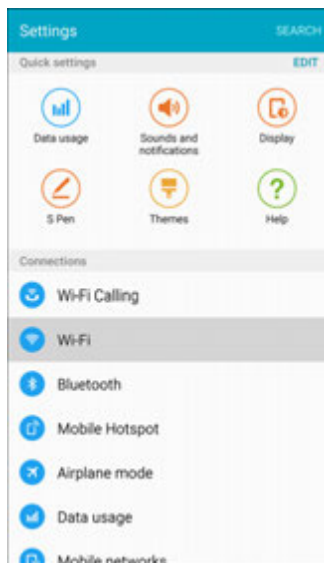 Settings SEARCH
Quick settings EDIT
Data usage Sounds and Display
notifications
S Pen Themes Help
Connections
Wi-Fi Calling
Wi-Fi
Bluetooth
Mobile Hotspot
Airplane mode
Data usage
Mobile networks